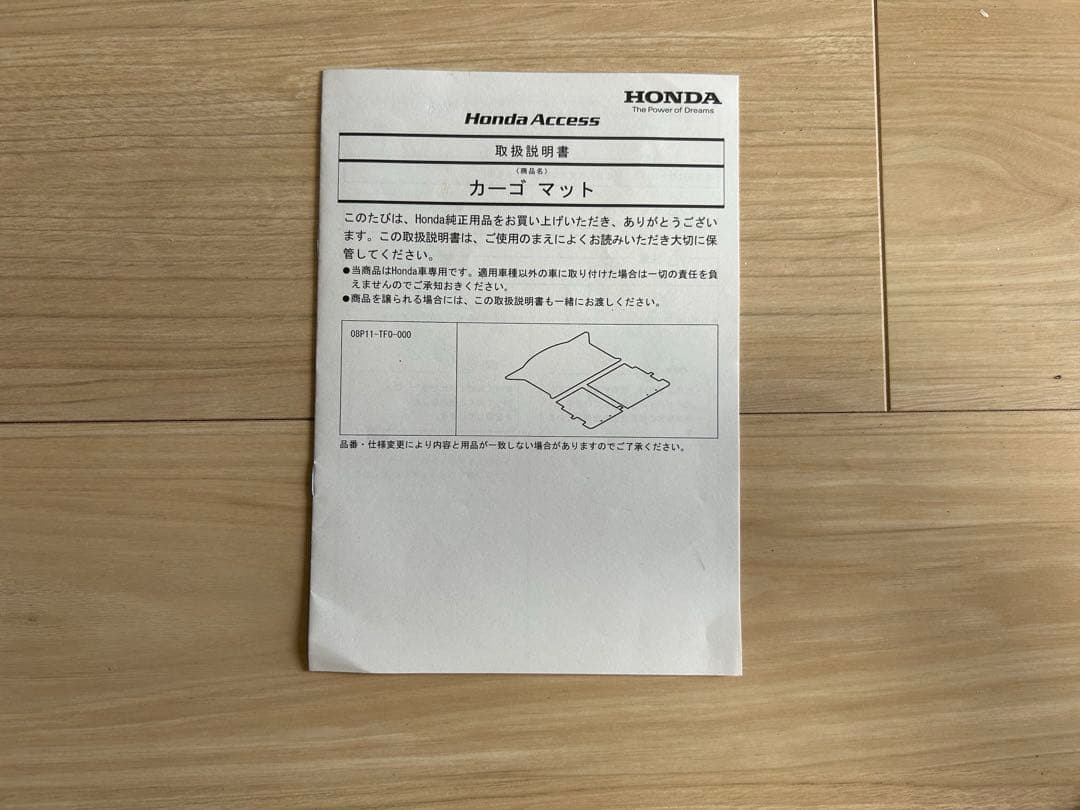 HONDA
The Power of Dreams
Honda Access
取扱説明書
（商品名）
カーゴ マット
このたびは、Honda純正用品をお買い上げいただき、ありがとうござい
ます。この取扱説明書は、ご使用のまえによくお読みいただき大切に保
管してください。
●当商品はHonda車専用です。適用車種以外の車に取り付けた場合は一切の責任を負
えませんのでご承知おきください。
●商品を譲られる場合には、この取扱説明書も一緒にお渡しください。
08P11-TF0-000
品番・仕様変更により内容と用品が一致しない場合がありますのでご了承ください。